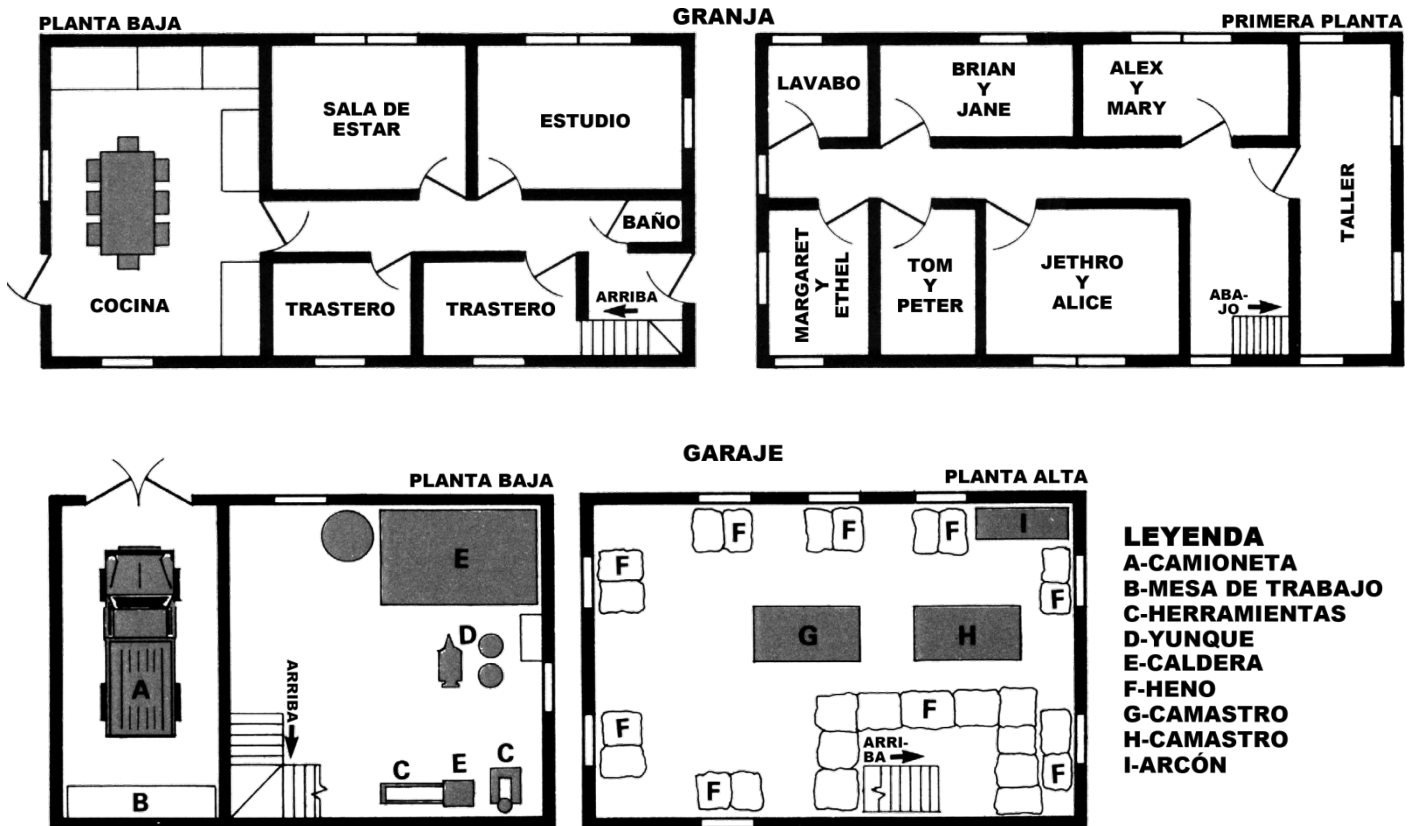 GRANJA
PLANTA BAJA
SALA DE
ESTAR
ESTUDIO
BAÑO
COCINA
TRASTERO
TRASTERO
ARRIBA
PRIMERA PLANTA
LAVABO
BRIAN
Y
JANE
ALEX
Y
MARY
TALLER
MARGARET
Y
ETHEL
TOM
Y
PETER
JETHRO
Y
ALICE
ABA-
JO
GARAJE
PLANTA BAJA
E
D
A
ARRIBA
C
E
C
B
PLANTA ALTA
F
F
F
I
F
F
G
H
F
F
ARRI-
BA
F
F
LEYENDA
A-CAMIONETA
B-MESA DE TRABAJO
C-HERRAMIENTAS
D-YUNQUE
E-CALDERA
F-HENO
G-CAMASTRO
H-CAMASTRO
I-ARCÓN